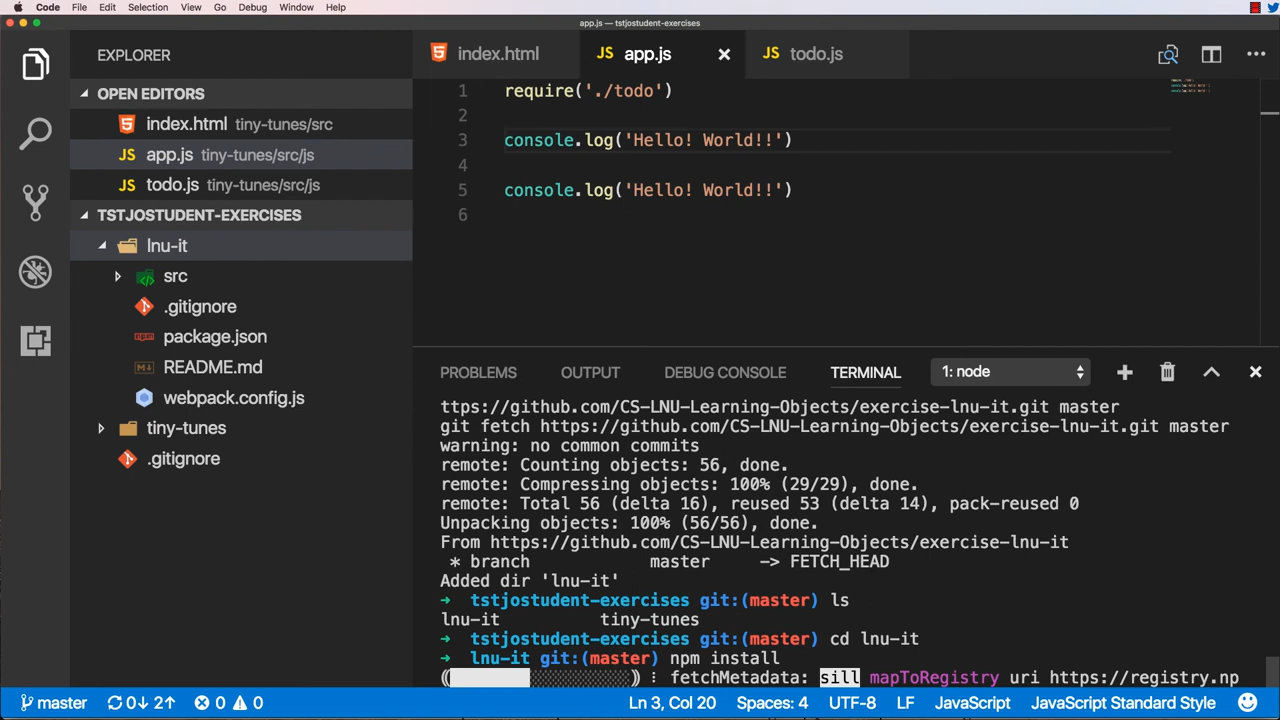 Code File Edit Selection View Go Debug Window Help
app.js — tstjostudent-exercises
EXPLORER
OPEN EDITORS
index.html tiny-tunes/src
JS app.js tiny-tunes/src/js
JS todo.js tiny-tunes/src/js
TSTJOSTUDENT-EXERCISES
lnu-it
src
.gitignore
package.json
README.md
webpack.config.js
tiny-tunes
.gitignore
index.html JS app.js JS todo.js
1 require('./todo')
2
3 console.log('Hello! World!!')
4
5 console.log('Hello! World!!')
6
PROBLEMS OUTPUT DEBUG CONSOLE TERMINAL 1: node
ttps://github.com/CS-LNU-Learning-Objects/exercise-lnu-it.git master
git fetch https://github.com/CS-LNU-Learning-Objects/exercise-lnu-it.git master
warning: no common commits
remote: Counting objects: 56, done.
remote: Compressing objects: 100% (29/29), done.
remote: Total 56 (delta 16), reused 53 (delta 14), pack-reused 0
Unpacking objects: 100% (56/56), done.
From https://github.com/CS-LNU-Learning-Objects/exercise-lnu-it
* branch master -> FETCH_HEAD
Added dir 'lnu-it'
→ tstjostudent-exercises git:(master) ls
lnu-it tiny-tunes
→ tstjostudent-exercises git:(master) cd lnu-it
→ lnu-it git:(master) npm install
() ⸽ fetchMetadata: sill mapToRegistry uri https://registry.np
master 0↓ 2↑ 0 0 Ln 3, Col 20 Spaces: 4 UTF-8 LF JavaScript JavaScript Standard Style